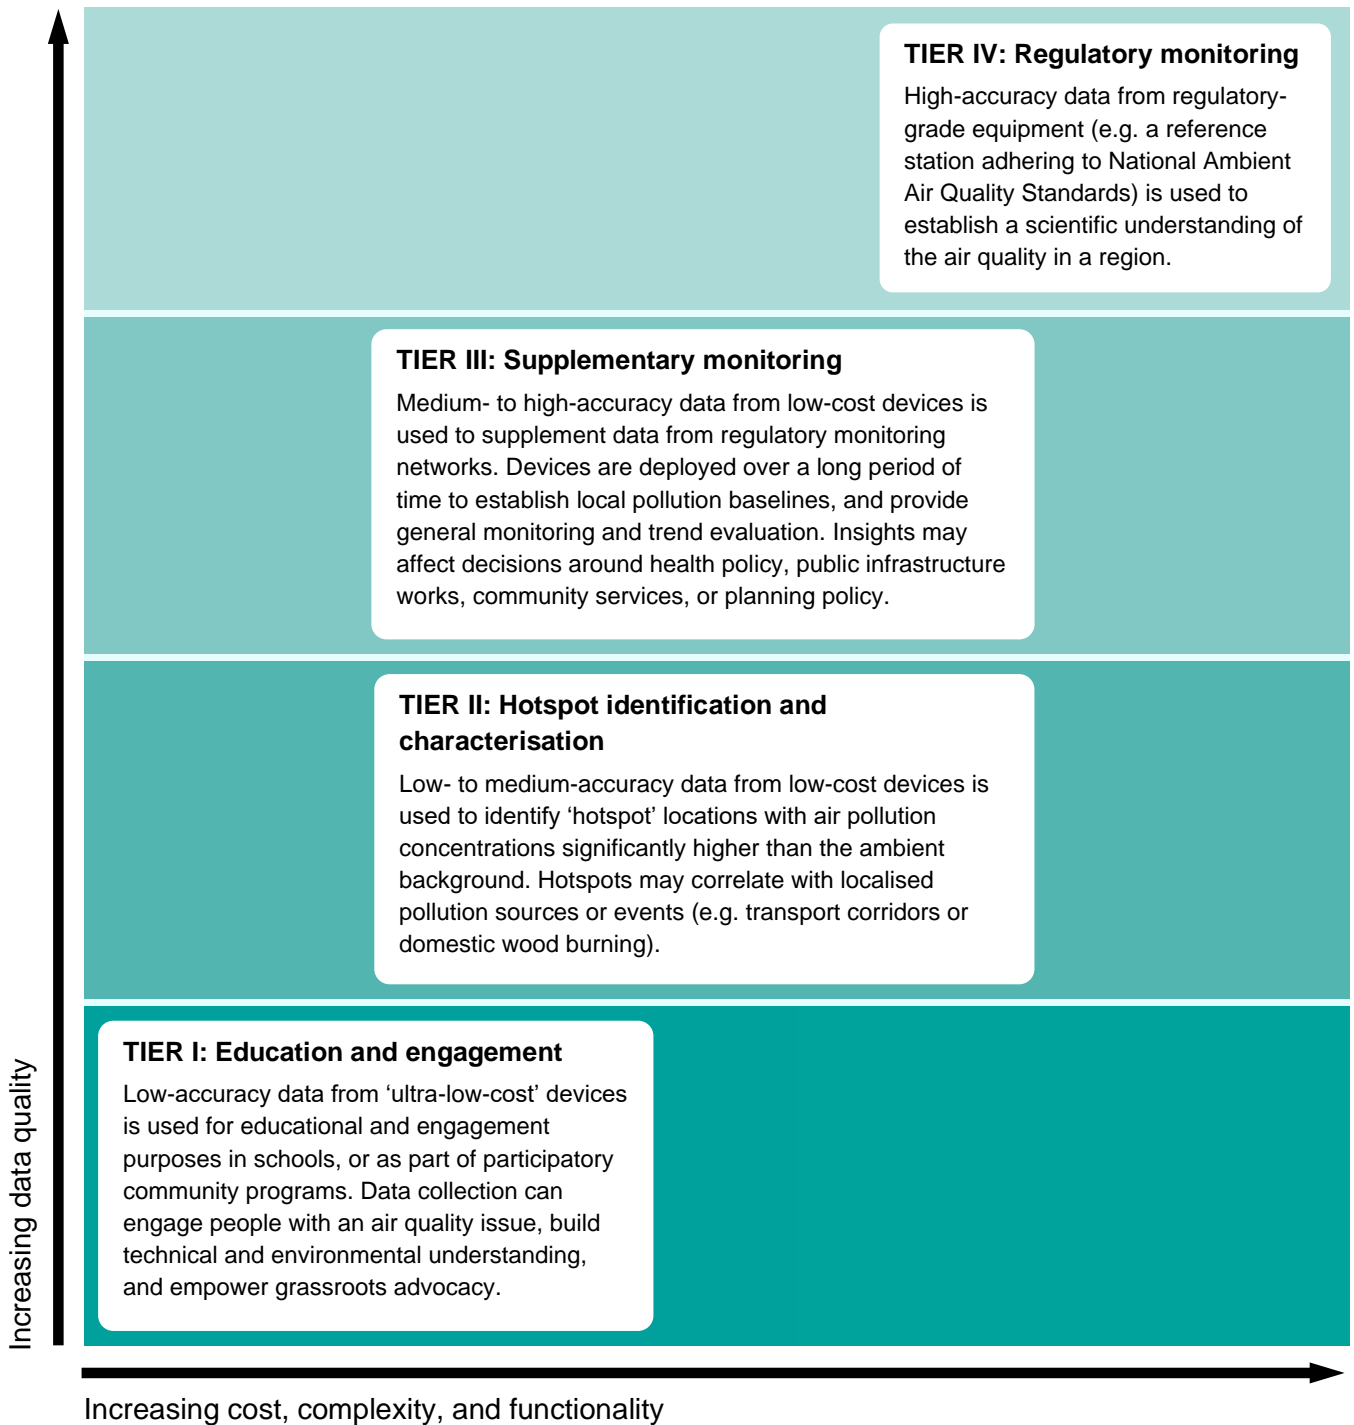 TIER IV: Regulatory monitoring
High-accuracy data from regulatory-
grade equipment (e.g. a reference
station adhering to National Ambient
Air Quality Standards) is used to
establish a scientific understanding of
the air quality in a region.
TIER III: Supplementary monitoring
Medium- to high-accuracy data from low-cost devices is
used to supplement data from regulatory monitoring
networks. Devices are deployed over a long period of
time to establish local pollution baselines, and provide
general monitoring and trend evaluation. Insights may
affect decisions around health policy, public infrastructure
works, community services, or planning policy.
TIER II: Hotspot identification and
characterisation
Low- to medium-accuracy data from low-cost devices is
used to identify ‘hotspot’ locations with air pollution
concentrations significantly higher than the ambient
background. Hotspots may correlate with localised
pollution sources or events (e.g. transport corridors or
domestic wood burning).
TIER I: Education and engagement
Low-accuracy data from ‘ultra-low-cost’ devices
is used for educational and engagement
purposes in schools, or as part of participatory
community programs. Data collection can
engage people with an air quality issue, build
technical and environmental understanding,
and empower grassroots advocacy.
Increasing data quality
Increasing cost, complexity, and functionality